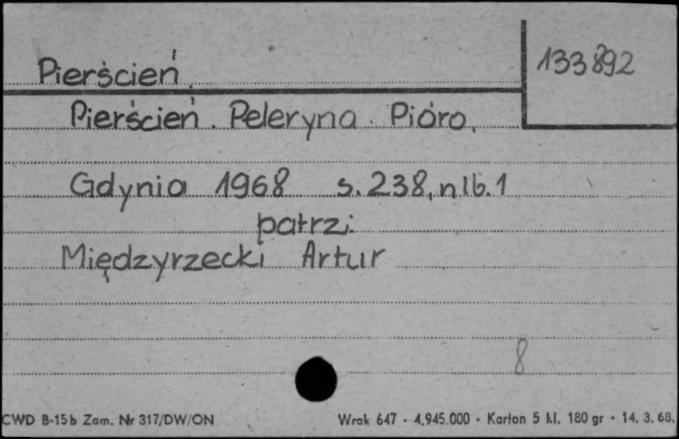 Pierścień,
133892
Pierścień. Peleryna. Pióro,
Gdynia 1968 s. 238, nlb. 1
patrz:
Międzyrzecki Artur
8
CWD B-15b Zam. Nr 317/DW/ON
Wrak 647 - 4.945.000 - Karton 5 kl. 180 gr - 14. 3. 68.